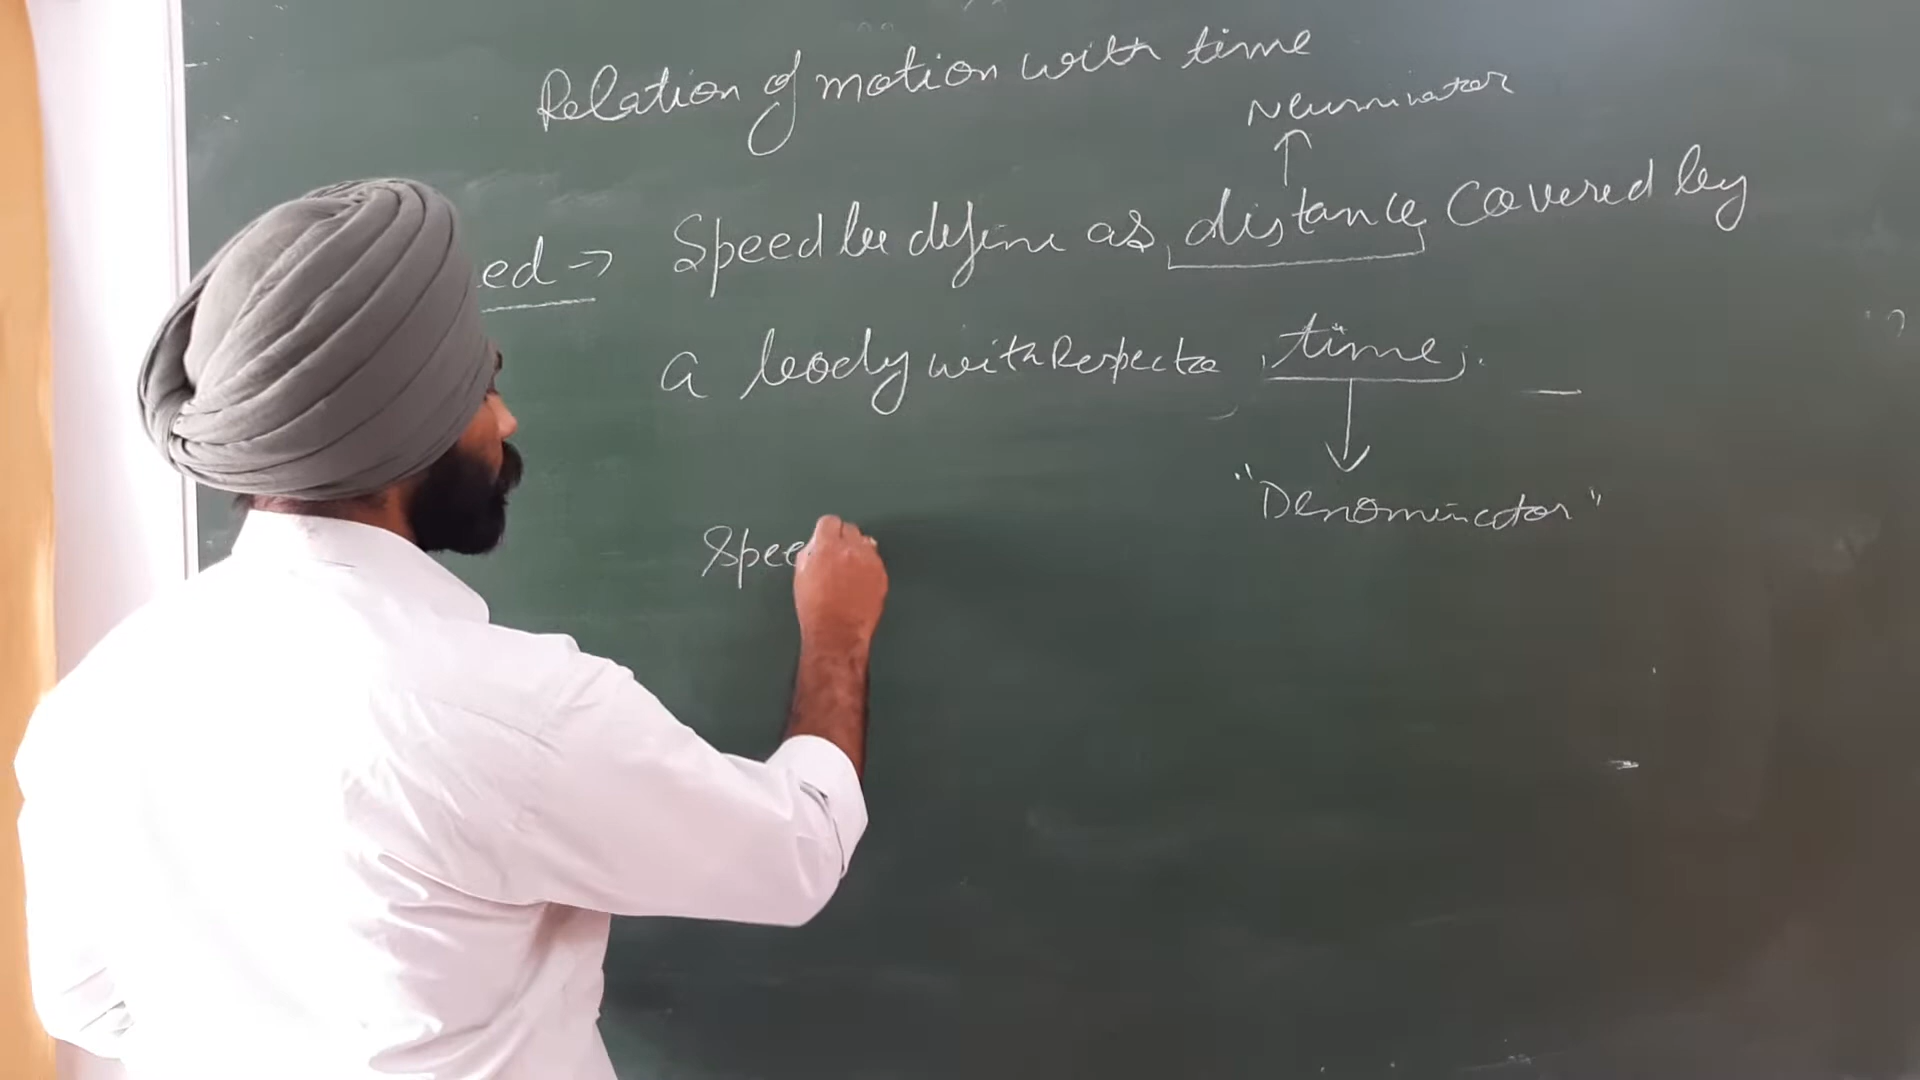 Relation of motion with time
Neuminator
ed → Speed be define as distance covered by
a body with Respect to time.
"Denominator"
Spee